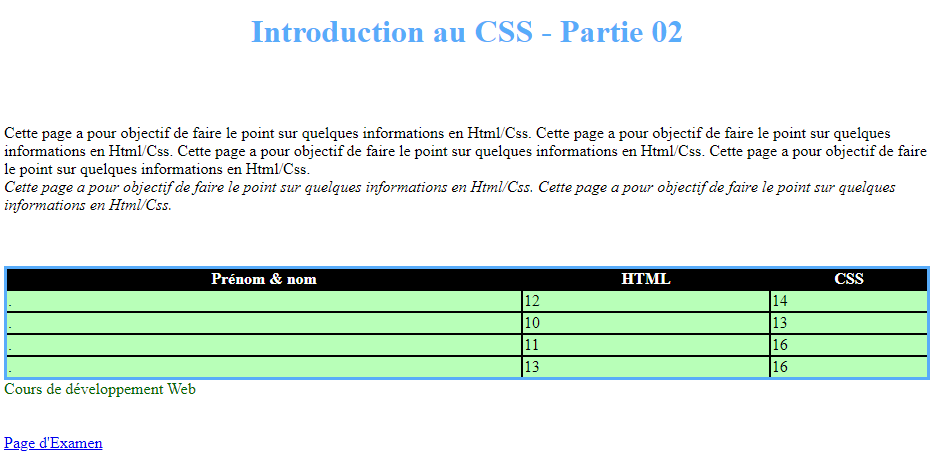 Introduction au CSS - Partie 02
Cette page a pour objectif de faire le point sur quelques informations en Html/Css. Cette page a pour objectif de faire le point sur quelques
informations en Html/Css. Cette page a pour objectif de faire le point sur quelques informations en Html/Css. Cette page a pour objectif de faire
le point sur quelques informations en Html/Css.
Cette page a pour objectif de faire le point sur quelques informations en Html/Css. Cette page a pour objectif de faire le point sur quelques
informations en Html/Css.
Prénom & nom HTML CSS
. 12 14
. 10 13
. 11 16
. 13 16
Cours de développement Web
Page d'Examen